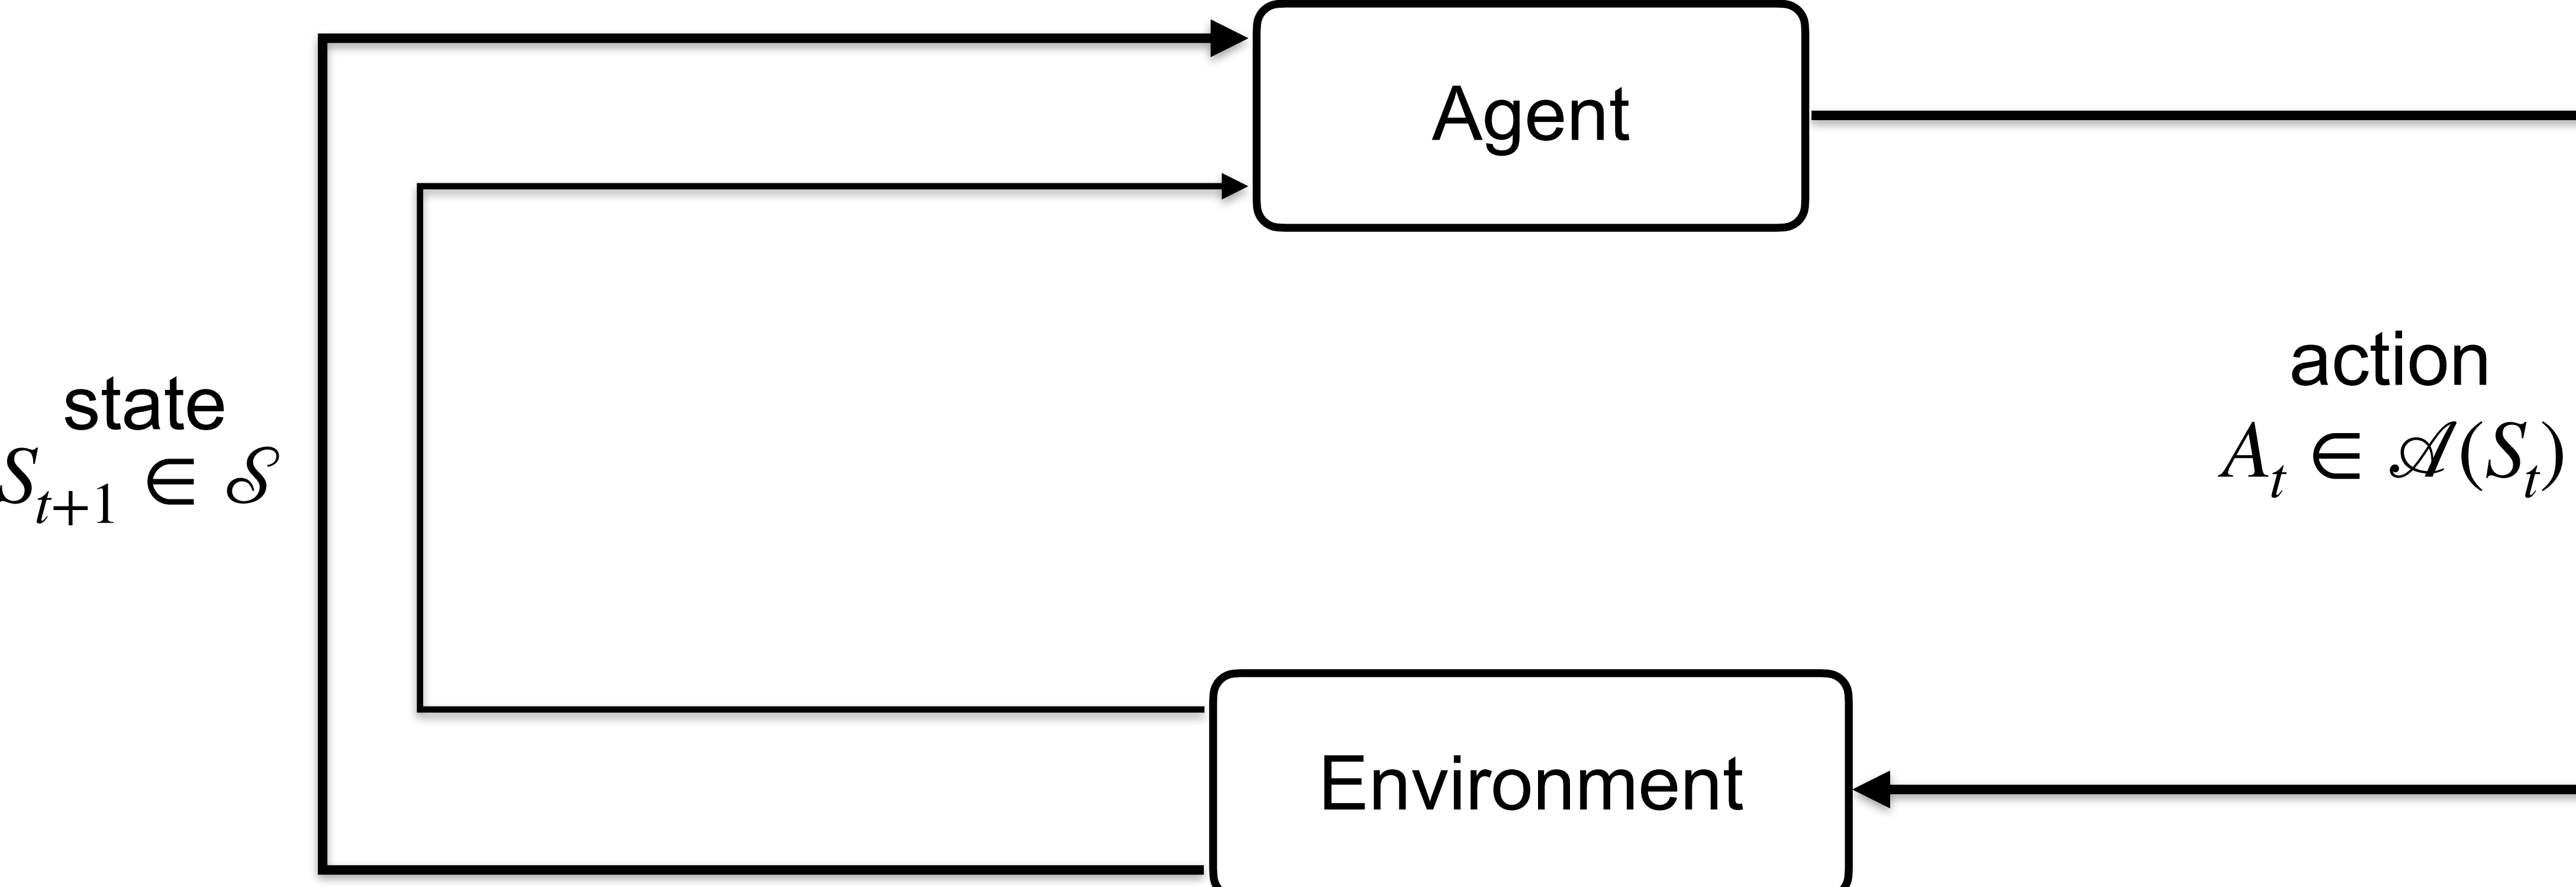 Agent
state
S_{t+1} ∈ 𝒮
action
A_t ∈ 𝒜(S_t)
Environment